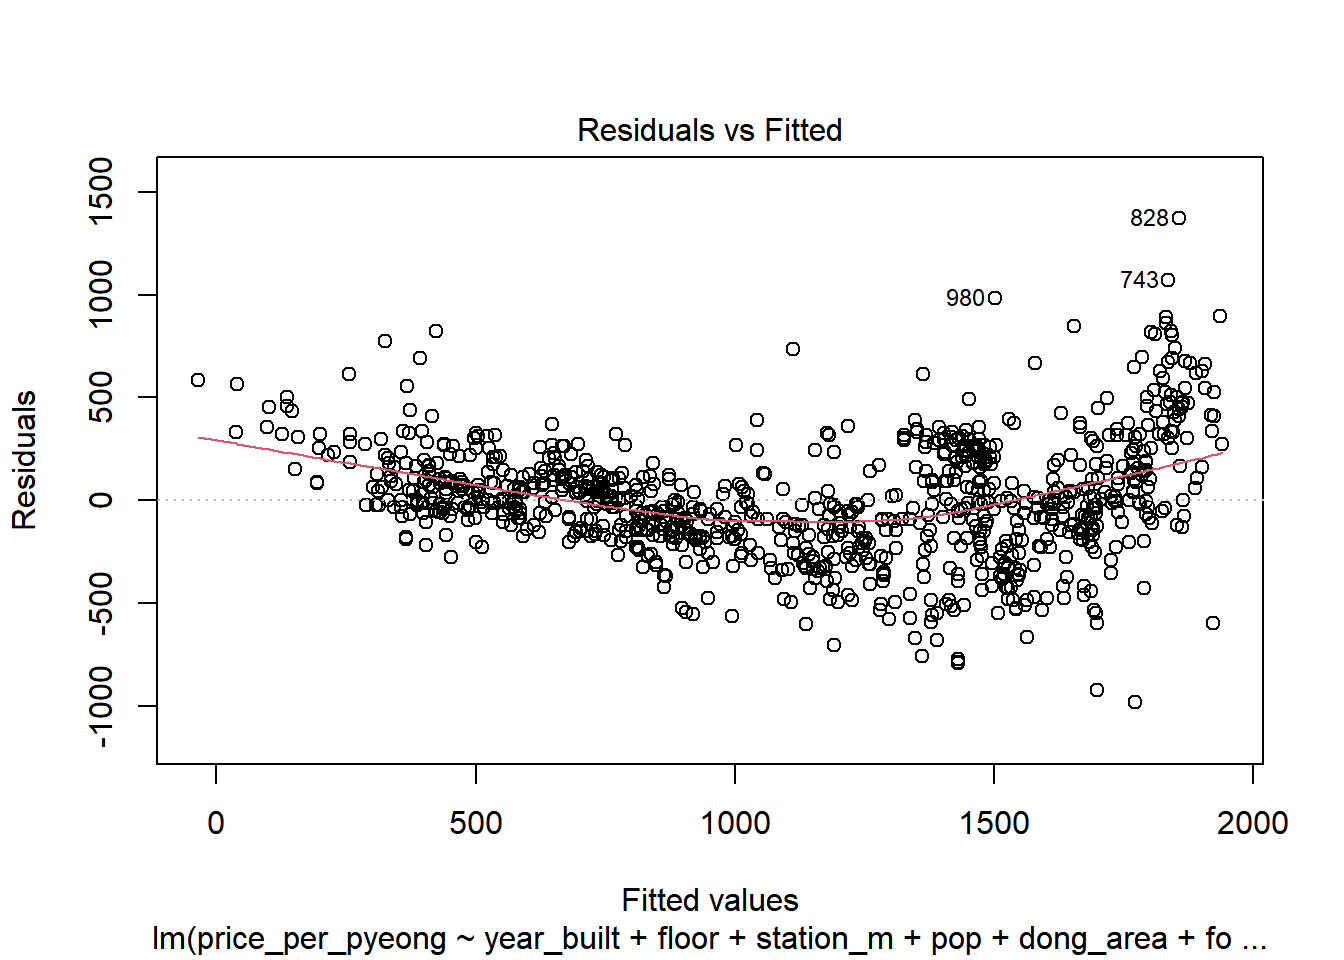 Residuals vs Fitted
Residuals
1500
1000
500
0
-500
-1000
828
743
980
0 500 1000 1500 2000
Fitted values
lm(price_per_pyeong ~ year_built + floor + station_m + pop + dong_area + fo ...